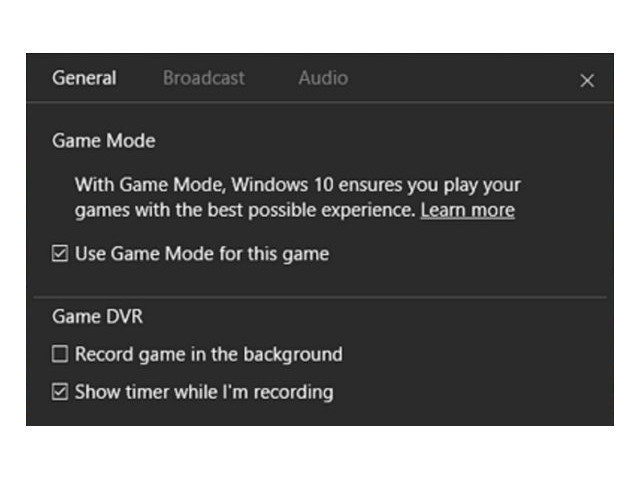 General Broadcast Audio
Game Mode
With Game Mode, Windows 10 ensures you play your
games with the best possible experience. Learn more
Use Game Mode for this game
Game DVR
Record game in the background
Show timer while I'm recording